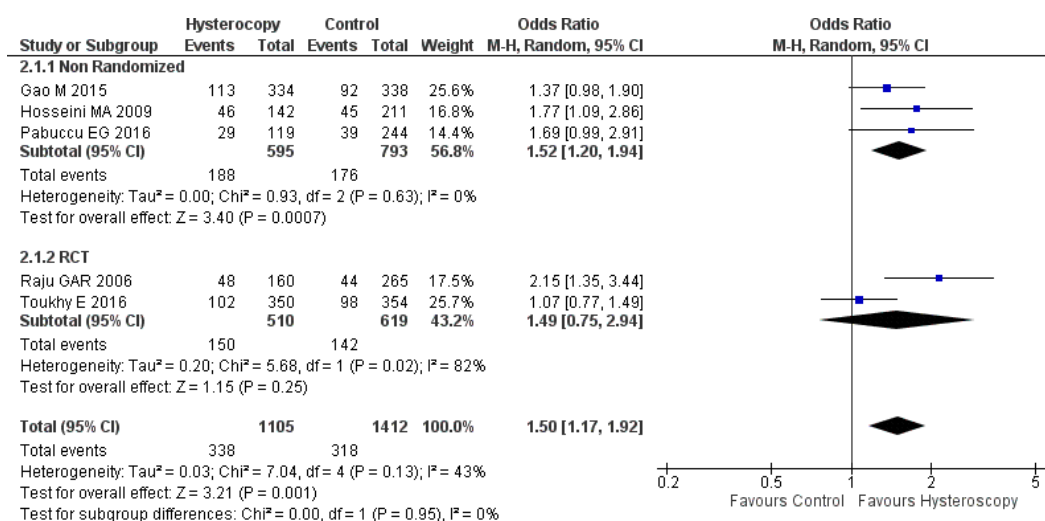 Hysterocopy Control Odds Ratio Odds Ratio
Study or Subgroup Events Total Events Total Weight M-H, Random, 95% CI M-H, Random, 95% CI
2.1.1 Non Randomized
Gao M 2015 113 334 92 338 25.6% 1.37 [0.98, 1.90]
Hosseini MA 2009 46 142 45 211 16.8% 1.77 [1.09, 2.86]
Pabuccu EG 2016 29 119 39 244 14.4% 1.69 [0.99, 2.91]
Subtotal (95% CI) 595 793 56.8% 1.52 [1.20, 1.94]
Total events 188 176
Heterogeneity: Tau² = 0.00; Chi² = 0.93, df = 2 (P = 0.63); I² = 0%
Test for overall effect: Z = 3.40 (P = 0.0007)
2.1.2 RCT
Raju GAR 2006 48 160 44 265 17.5% 2.15 [1.35, 3.44]
Toukhy E 2016 102 350 98 354 25.7% 1.07 [0.77, 1.49]
Subtotal (95% CI) 510 619 43.2% 1.49 [0.75, 2.94]
Total events 150 142
Heterogeneity: Tau² = 0.20; Chi² = 5.68, df = 1 (P = 0.02); I² = 82%
Test for overall effect: Z = 1.15 (P = 0.25)
Total (95% CI) 1105 1412 100.0% 1.50 [1.17, 1.92]
Total events 338 318
Heterogeneity: Tau² = 0.03; Chi² = 7.04, df = 4 (P = 0.13); I² = 43%
Test for overall effect: Z = 3.21 (P = 0.001)
Test for subgroup differences: Chi² = 0.00, df = 1 (P = 0.95), I² = 0%
0.2 0.5 1 2 5
Favours Control Favours Hysteroscopy